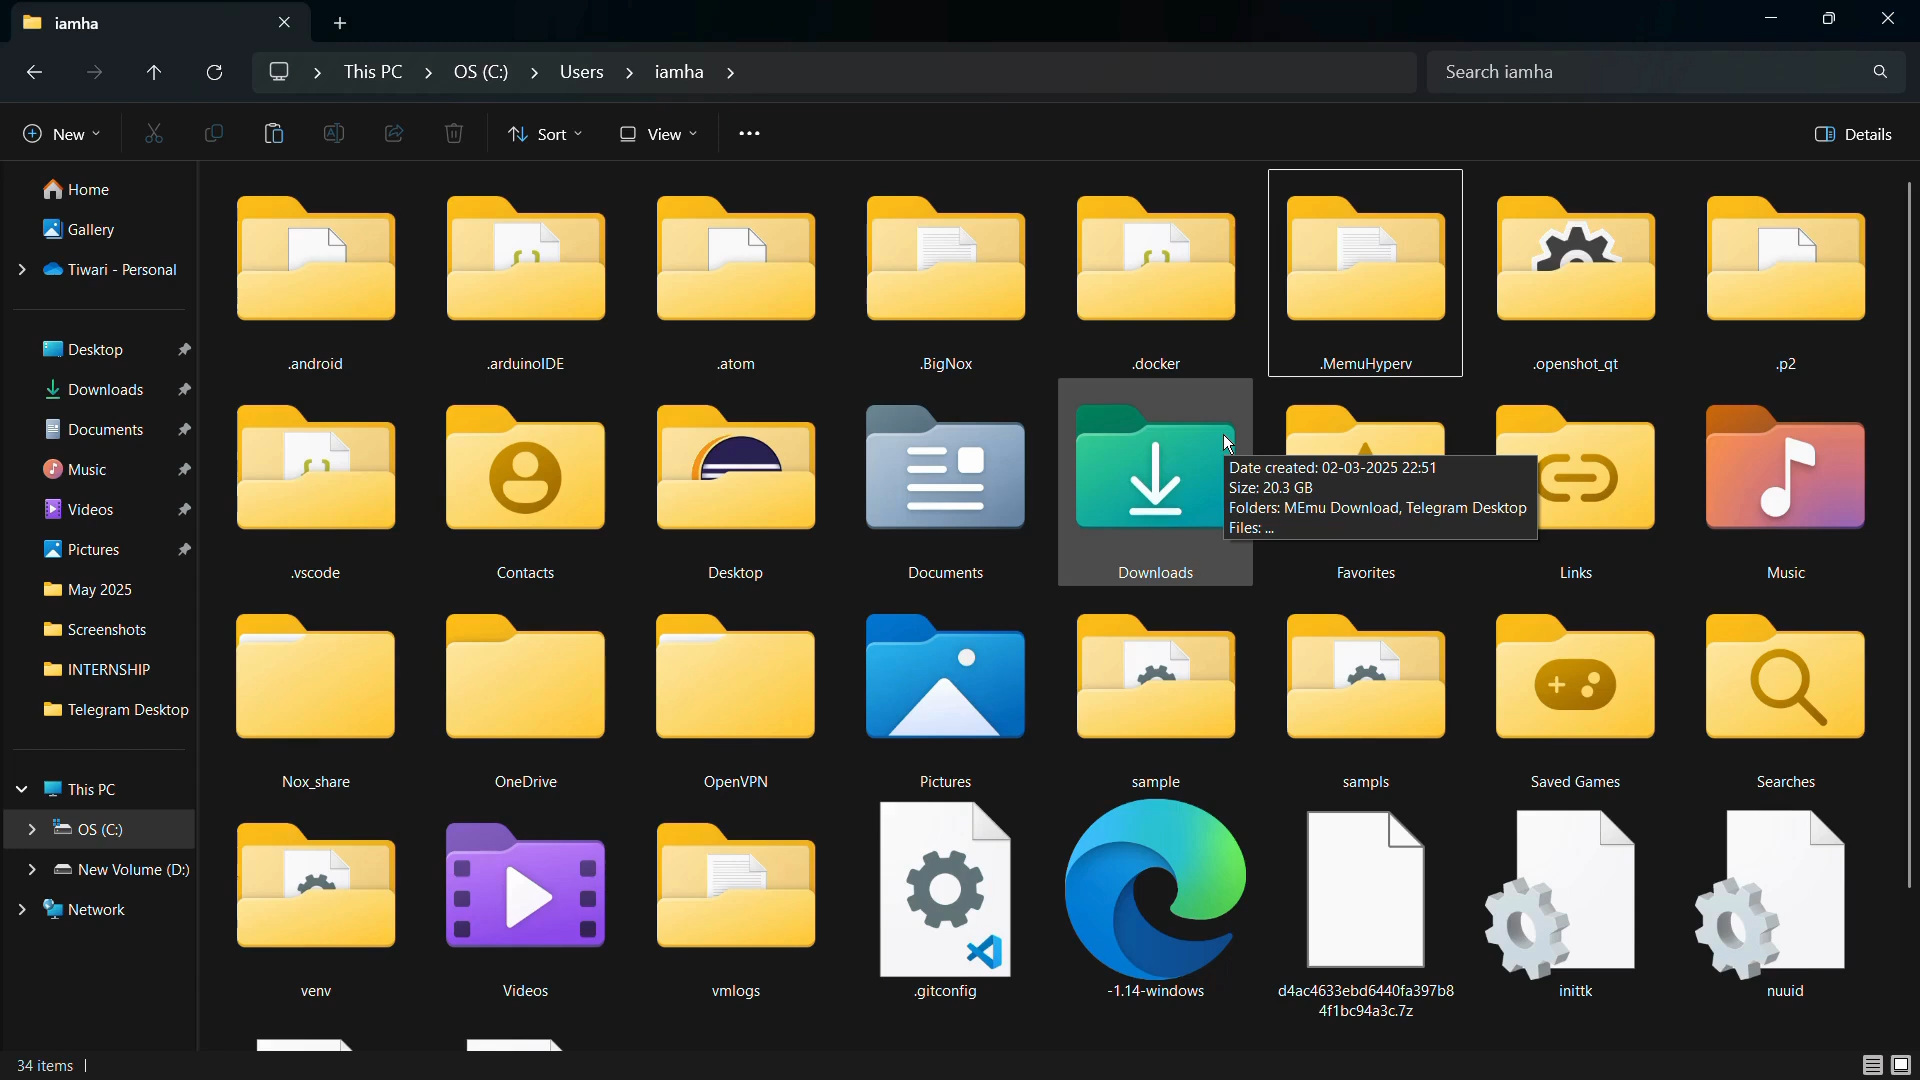 iamha
This PC
OS (C:)
Users
iamha
Search iamha
New
Sort
View
Details
Home
Gallery
Tiwari - Personal
Desktop
Downloads
Documents
Music
Videos
Pictures
May 2025
Screenshots
INTERNSHIP
Telegram Desktop
This PC
OS (C:)
New Volume (D:)
Network
.android
.arduinoIDE
.atom
.BigNox
.docker
.MemuHyperv
.openshot_qt
.p2
.vscode
Contacts
Desktop
Documents
Downloads
Favorites
Links
Music
Date created: 02-03-2025 22:51
Size: 20.3 GB
Folders: MEmu Download, Telegram Desktop
Files: ...
Nox_share
OneDrive
OpenVPN
Pictures
sample
sampls
Saved Games
Searches
venv
Videos
vmlogs
.gitconfig
-1.14-windows
d4ac4633ebd6440fa397b8
4f1bc94a3c.7z
inittk
nuuid
34 items